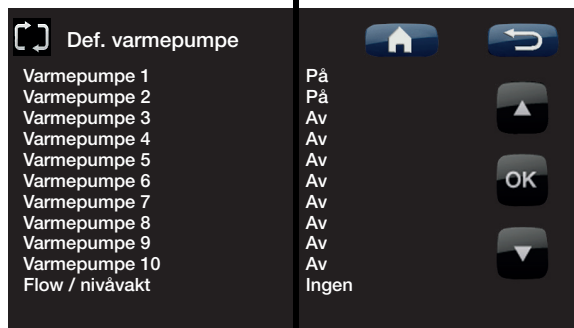 Def. varmepumpe
Varmepumpe 1 På
Varmepumpe 2 På
Varmepumpe 3 Av
Varmepumpe 4 Av
Varmepumpe 5 Av
Varmepumpe 6 Av
Varmepumpe 7 Av
Varmepumpe 8 Av
Varmepumpe 9 Av
Varmepumpe 10 Av
Flow / nivåvakt Ingen
OK